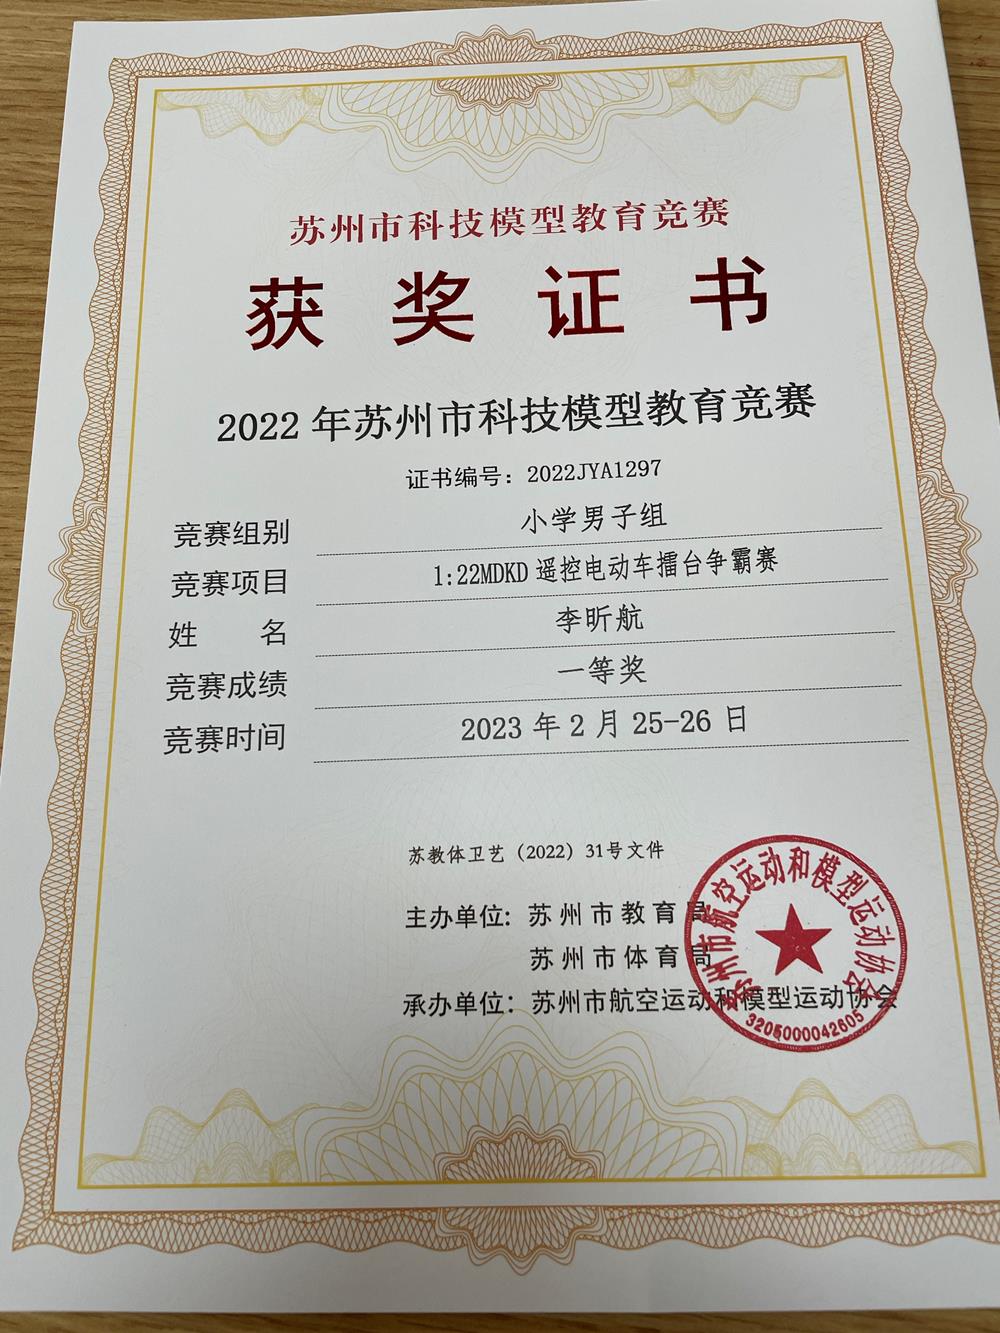 苏州市科技模型教育竞赛
获奖证书
2022年苏州市科技模型教育竞赛
证书编号：2022JYA1297
竞赛组别 小学男子组
竞赛项目 1:22MDKD遥控电动车擂台争霸赛
姓名 李昕航
竞赛成绩 一等奖
竞赛时间 2023年2月25-26日
苏教体卫艺（2022）31号文件
主办单位：苏州市教育局
苏州市体育局
承办单位：苏州市航空运动和模型运动协会
苏州市航空运动和模型运动协会
3205000042605